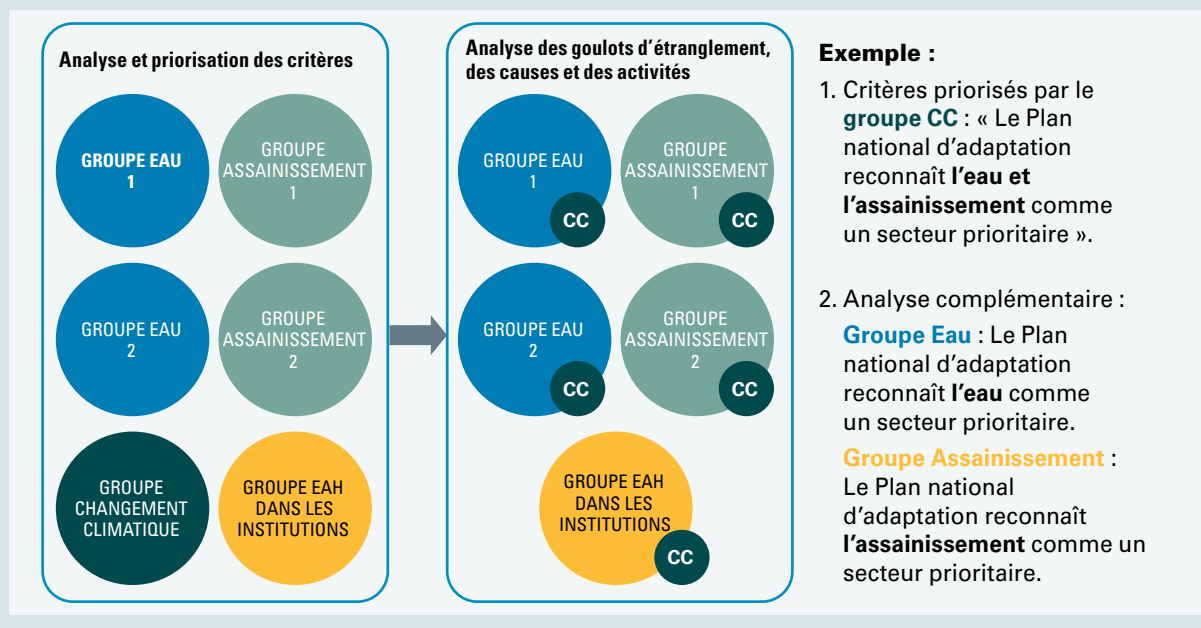 Analyse et priorisation des critères
GROUPE EAU
1
GROUPE
ASSAINISSEMENT
1
GROUPE EAU
2
GROUPE
ASSAINISSEMENT
2
GROUPE
CHANGEMENT
CLIMATIQUE
GROUPE EAH
DANS LES
INSTITUTIONS
Analyse des goulots d’étranglement,
des causes et des activités
GROUPE EAU
1
CC
GROUPE
ASSAINISSEMENT
1
CC
GROUPE EAU
2
CC
GROUPE
ASSAINISSEMENT
2
CC
GROUPE EAH
DANS LES
INSTITUTIONS
CC
Exemple :
1. Critères priorisés par le
groupe CC : « Le Plan
national d’adaptation
reconnaît l’eau et
l’assainissement comme
un secteur prioritaire ».
2. Analyse complémentaire :
Groupe Eau : Le Plan
national d’adaptation
reconnaît l’eau comme
un secteur prioritaire.
Groupe Assainissement :
Le Plan national
d’adaptation reconnaît
l’assainissement comme un
secteur prioritaire.